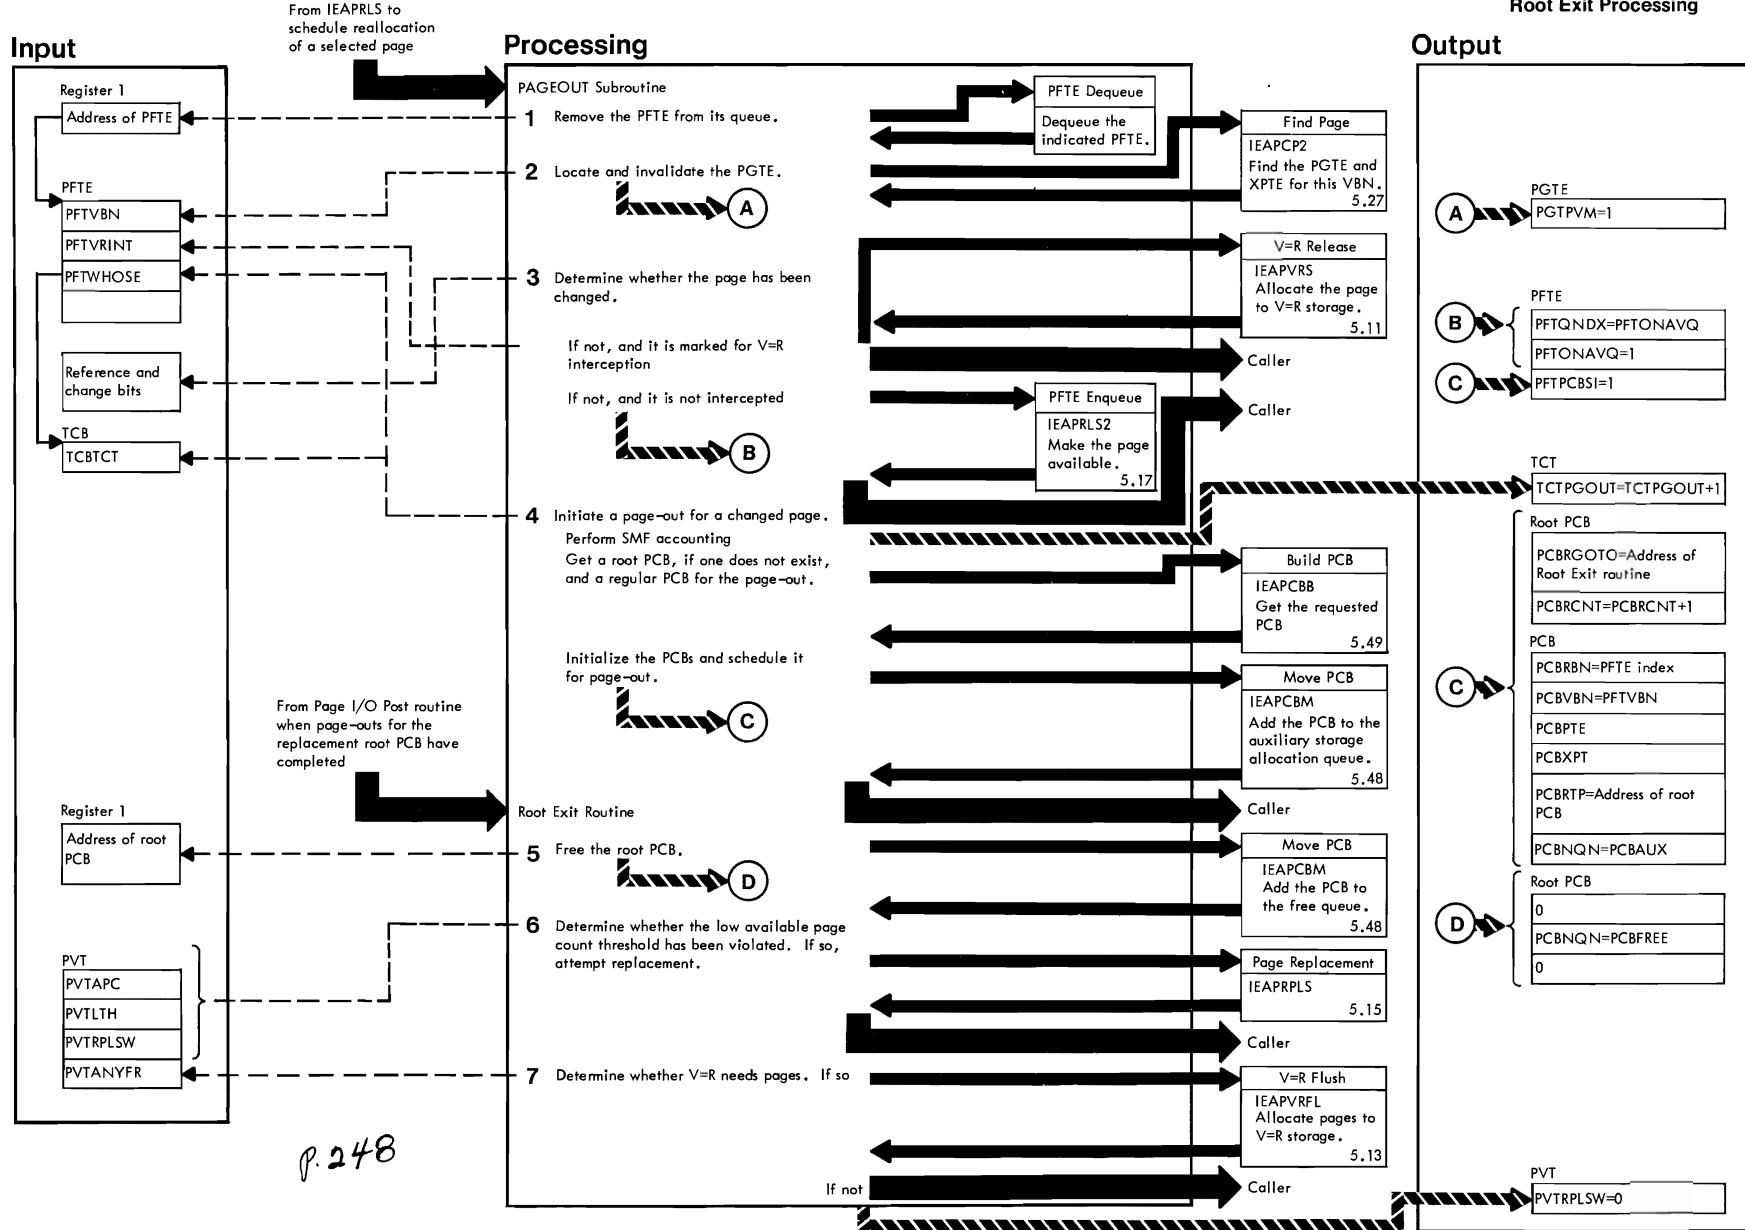 Root Exit Processing
From IEAPRLS to
schedule reallocation
of a selected page
Input
Processing
Output
Register 1
Address of PFTE
PFTE
PFTVBN
PFTVRINT
PFTWHOSE
Reference and
change bits
TCB
TCBTCT
PAGEOUT Subroutine
1 Remove the PFTE from its queue.
PFTE Dequeue
Dequeue the
indicated PFTE.
2 Locate and invalidate the PGTE.
A
Find Page
IEAPCP2
Find the PGTE and
XPTE for this VBN.
5.27
3 Determine whether the page has been
changed.
V=R Release
IEAPVRS
Allocate the page
to V=R storage.
5.11
If not, and it is marked for V=R
interception
Caller
If not, and it is not intercepted
B
PFTE Enqueue
IEAPRLS2
Make the page
available.
5.17
Caller
4 Initiate a page-out for a changed page.
Perform SMF accounting
Get a root PCB, if one does not exist,
and a regular PCB for the page-out.
Build PCB
IEAPCBB
Get the requested
PCB
5.49
Initialize the PCBs and schedule it
for page-out.
C
Move PCB
IEAPCBM
Add the PCB to the
auxiliary storage
allocation queue.
5.48
Caller
From Page I/O Post routine
when page-outs for the
replacement root PCB have
completed
Register 1
Address of root
PCB
Root Exit Routine
5 Free the root PCB.
D
Move PCB
IEAPCBM
Add the PCB to
the free queue.
5.48
6 Determine whether the low available page
count threshold has been violated. If so,
attempt replacement.
PVT
PVTAPC
PVTLTH
PVTRPLSW
PVTANYFR
Page Replacement
IEAPRPLS
5.15
Caller
7 Determine whether V=R needs pages. If so
V=R Flush
IEAPVRFL
Allocate pages to
V=R storage.
5.13
If not
Caller
A
PGTE
PGTPVM=1
B
PFTE
PFTQNDX=PFTONAVQ
PFTONAVQ=1
C
PFTPCBSI=1
TCT
TCTPGOUT=TCTPGOUT+1
C
Root PCB
PCBRGOTO=Address of
Root Exit routine
PCBRCNT=PCBRCNT+1
PCB
PCBRBN=PFTE index
PCBVBN=PFTVBN
PCBPTE
PCBXPT
PCBRTP=Address of root
PCB
PCBNQN=PCBAUX
D
Root PCB
0
PCBNQN=PCBFREE
0
PVT
PVTRPLSW=0
p.248